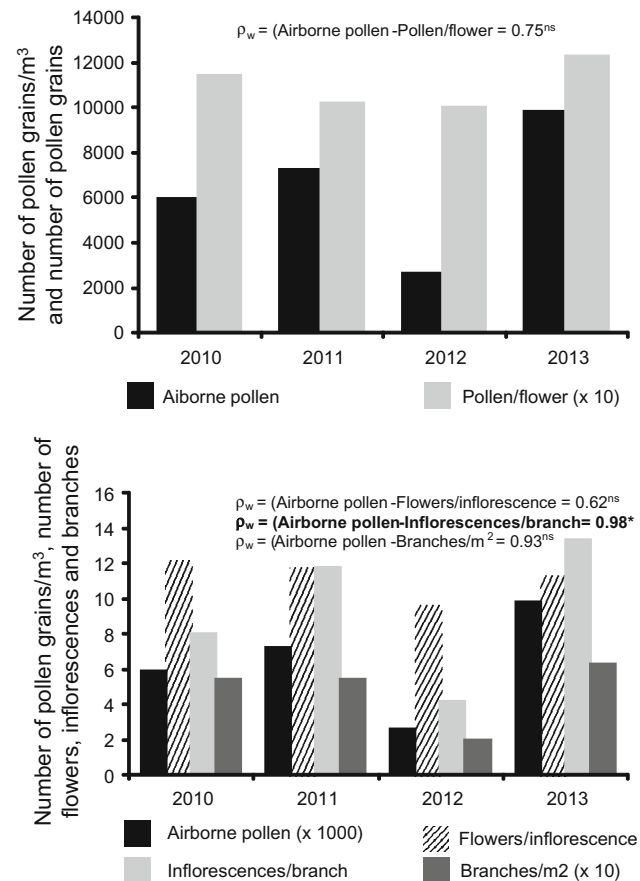 ρw = (Airborne pollen -Pollen/flower = 0.75ns
Number of pollen grains/m3
and number of pollen grains
14000
12000
10000
8000
6000
4000
2000
0
2010
2011
2012
2013
Aiborne pollen
Pollen/flower (x 10)
Number of pollen grains/m3, number of
flowers, inflorescences and branches
ρw = (Airborne pollen -Flowers/inflorescence = 0.62ns
ρw = (Airborne pollen-Inflorescences/branch= 0.98*
ρw = (Airborne pollen -Branches/m2 = 0.93ns
16
14
12
10
8
6
4
2
0
2010
2011
2012
2013
Airborne pollen (x 1000)
Flowers/inflorescence
Inflorescences/branch
Branches/m2 (x 10)